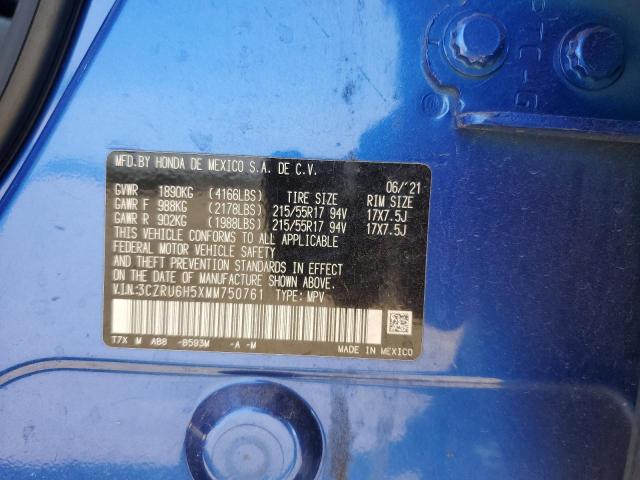 MFD.BY HONDA DE MEXICO S.A. DE C.V.
06/'21
GVWR 1890KG (4166LBS) TIRE SIZE RIM SIZE
GAWR F 988KG (2178LBS) 215/55R17 94V 17X7.5J
GAWR R 902KG (1988LBS) 215/55R17 94V 17X7.5J
THIS VEHICLE CONFORMS TO ALL APPLICABLE
FEDERAL MOTOR VEHICLE SAFETY
AND THEFT PREVENTION STANDARDS IN EFFECT
ON THE DATE OF MANUFACTURE SHOWN ABOVE.
V.I.N:3CZRU6H5XMM750761 TYPE: MPV
T7X M AB8 -B593M -A -M
MADE IN MEXICO